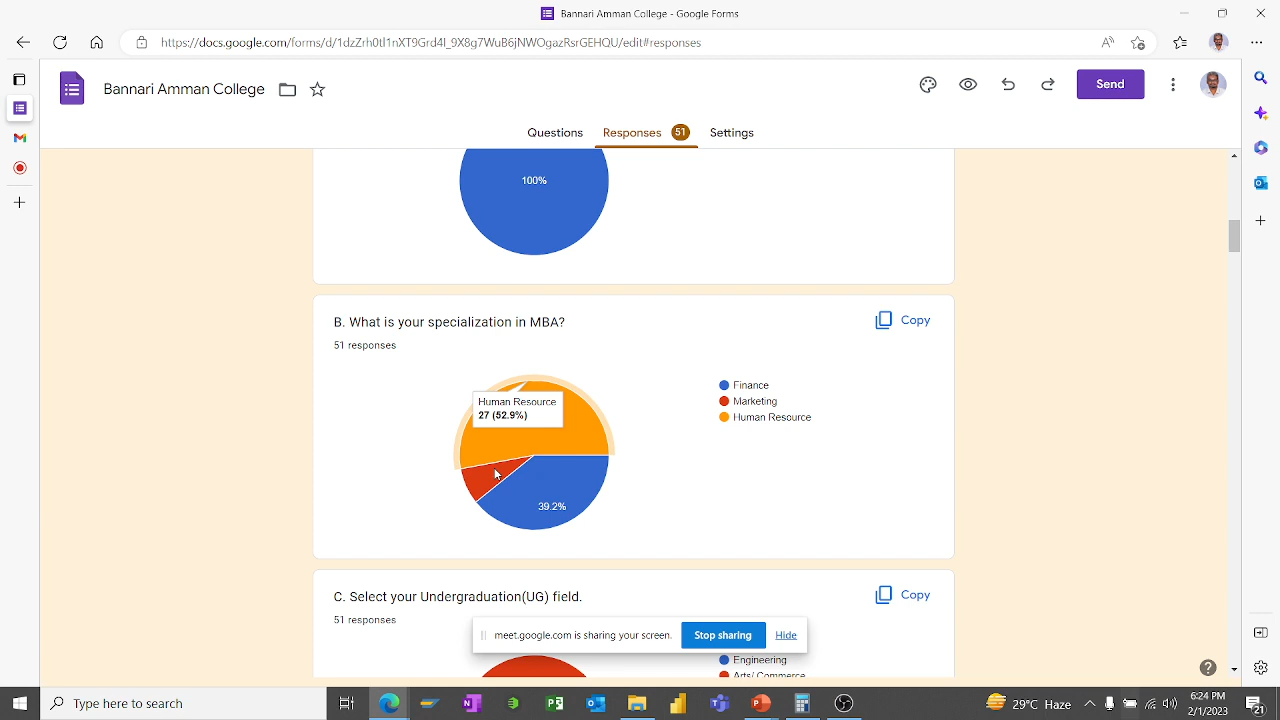 Bannari Amman College - Google Forms
https://docs.google.com/forms/d/1dzZrh0tl1nXT9Grd4l_9X8g7WuB6jNWOgazRsrGEHQU/edit#responses
Bannari Amman College
Send
Questions
Responses 51
Settings
100%
B. What is your specialization in MBA?
Copy
51 responses
Human Resource
27 (52.9%)
39.2%
Finance
Marketing
Human Resource
C. Select your Undergraduation(UG) field.
Copy
51 responses
meet.google.com is sharing your screen.
Stop sharing
Hide
Engineering
Arts/ Commerce
Type here to search
29°C Haze
6:24 PM
2/1/2023
21